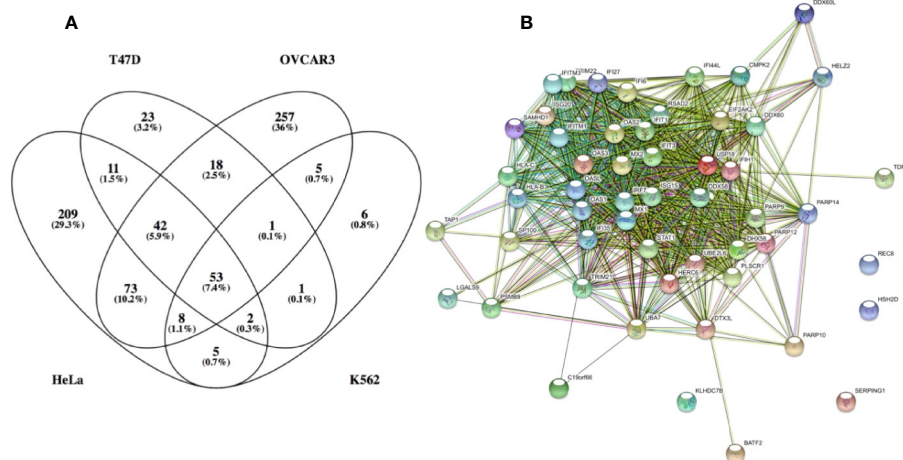 A
B
T47D
OVCAR3
23
(3.2%)
257
(36%)
11
(1.5%)
18
(2.5%)
5
(0.7%)
209
(29.3%)
42
(5.9%)
1
(0.1%)
6
(0.8%)
73
(10.2%)
53
(7.4%)
1
(0.1%)
8
(1.1%)
2
(0.3%)
5
(0.7%)
HeLa
K562
DDX60L
IFITM3
TRIM22
IFI27
IFI6
IFI44L
CMPK2
HELZ2
ISG20
SAMHD1
IFITM1
OAS2
IFIT1
RSAD2
EIF2AK2
DDX60
IFIT3
HLA-C
OAS3
MX2
USP18
IFIH1
HLA-B
OASL
OAS1
IRF7
ISG15
DDX58
MX1
PARP9
PARP14
TAP1
SP100
IFI35
STAT1
DHX58
PARP12
UBE2L6
TRIM21
HERC6
PLSCR1
REC8
LGALS9
PSMB9
UBA7
DTX3L
HSH2D
PARP10
C19orf66
KLHDC7B
SERPING1
BATF2